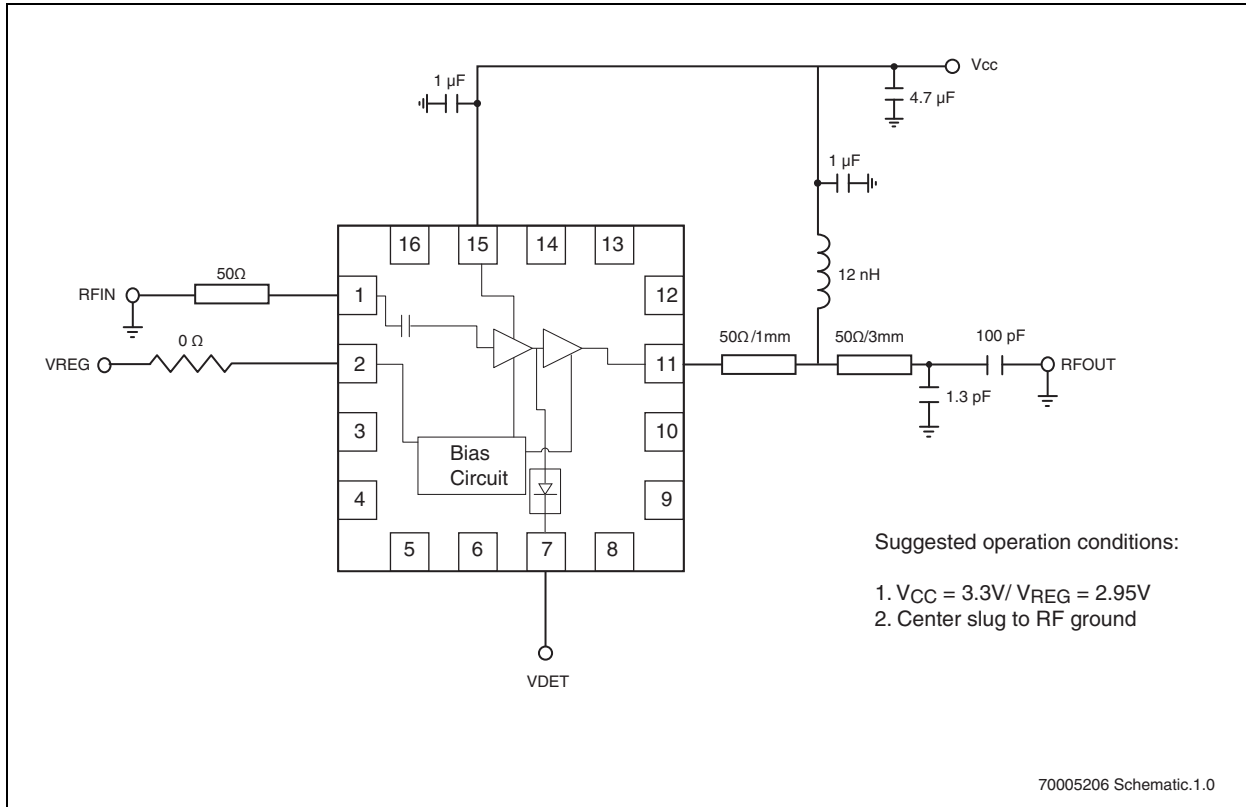 1 µF
Vcc
4.7 µF
1 µF
12 nH
16
15
14
13
RFIN
50Ω
1
12
VREG
0 Ω
2
11
50Ω/1mm
50Ω/3mm
100 pF
RFOUT
1.3 pF
3
10
Bias
Circuit
4
9
5
6
7
8
VDET
Suggested operation conditions:
1. VCC = 3.3V/ VREG = 2.95V
2. Center slug to RF ground
70005206 Schematic.1.0